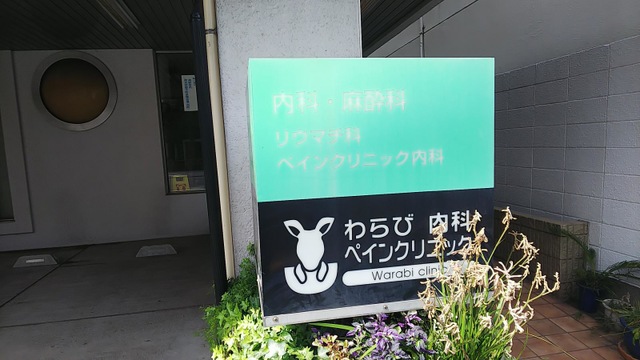 内科・麻酔科
リウマチ科
ペインクリニック内科
わらび 内科
ペインクリニック
Warabi clinic